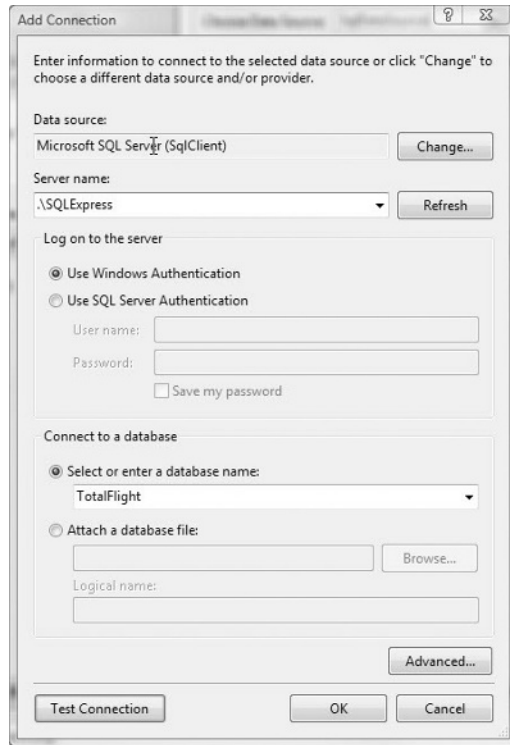 Add Connection
Enter information to connect to the selected data source or click "Change" to
choose a different data source and/or provider.
Data source:
Microsoft SQL Server (SqlClient)
Change...
Server name:
.\SQLExpress
Refresh
Log on to the server
Use Windows Authentication
Use SQL Server Authentication
User name:
Password:
Save my password
Connect to a database
Select or enter a database name:
TotalFlight
Attach a database file:
Browse...
Logical name:
Advanced...
Test Connection
OK
Cancel